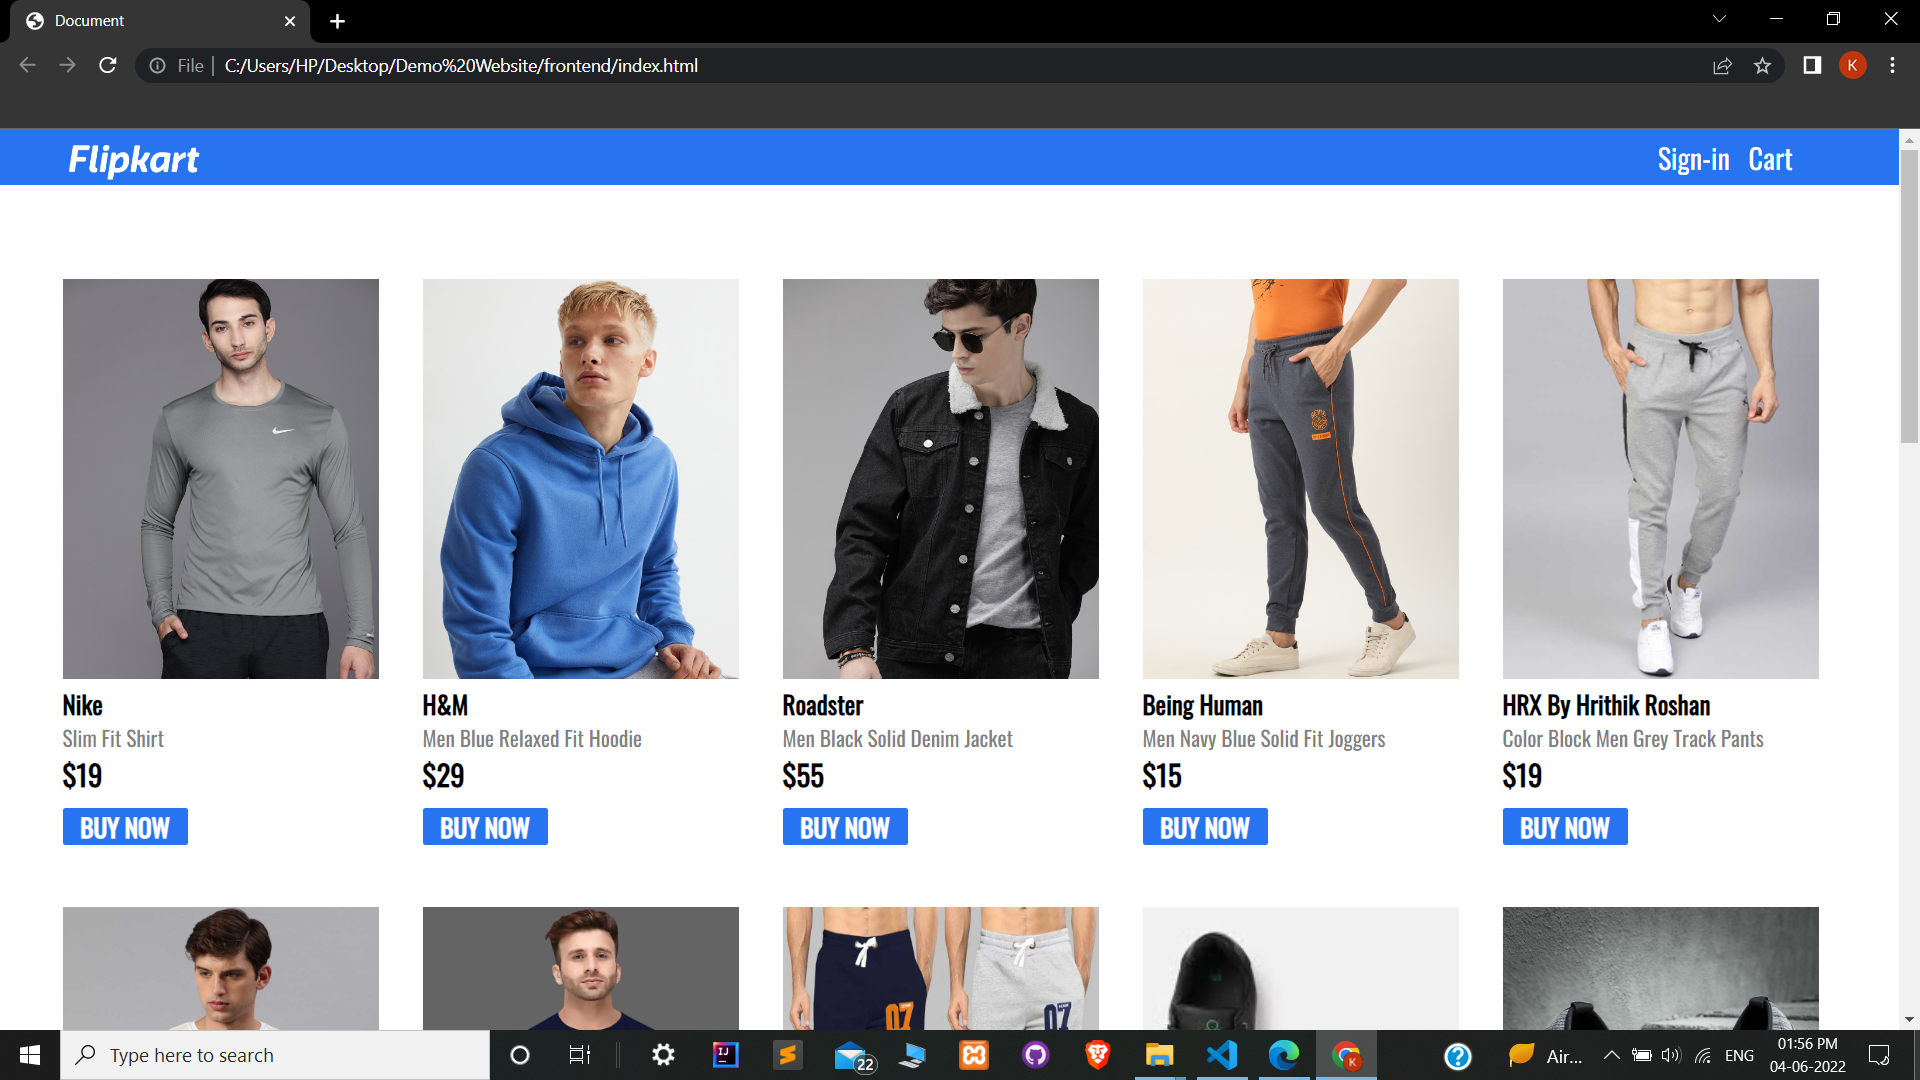 Document
File
C:/Users/HP/Desktop/Demo%20Website/frontend/index.html
K
Flipkart
Sign-in Cart
Nike
Slim Fit Shirt
$19
BUY NOW
H&M
Men Blue Relaxed Fit Hoodie
$29
BUY NOW
Roadster
Men Black Solid Denim Jacket
$55
BUY NOW
Being Human
Men Navy Blue Solid Fit Joggers
$15
BUY NOW
HRX By Hrithik Roshan
Color Block Men Grey Track Pants
$19
BUY NOW
07
07
Type here to search
IJ
22
K
Air...
ENG
01:56 PM
04-06-2022